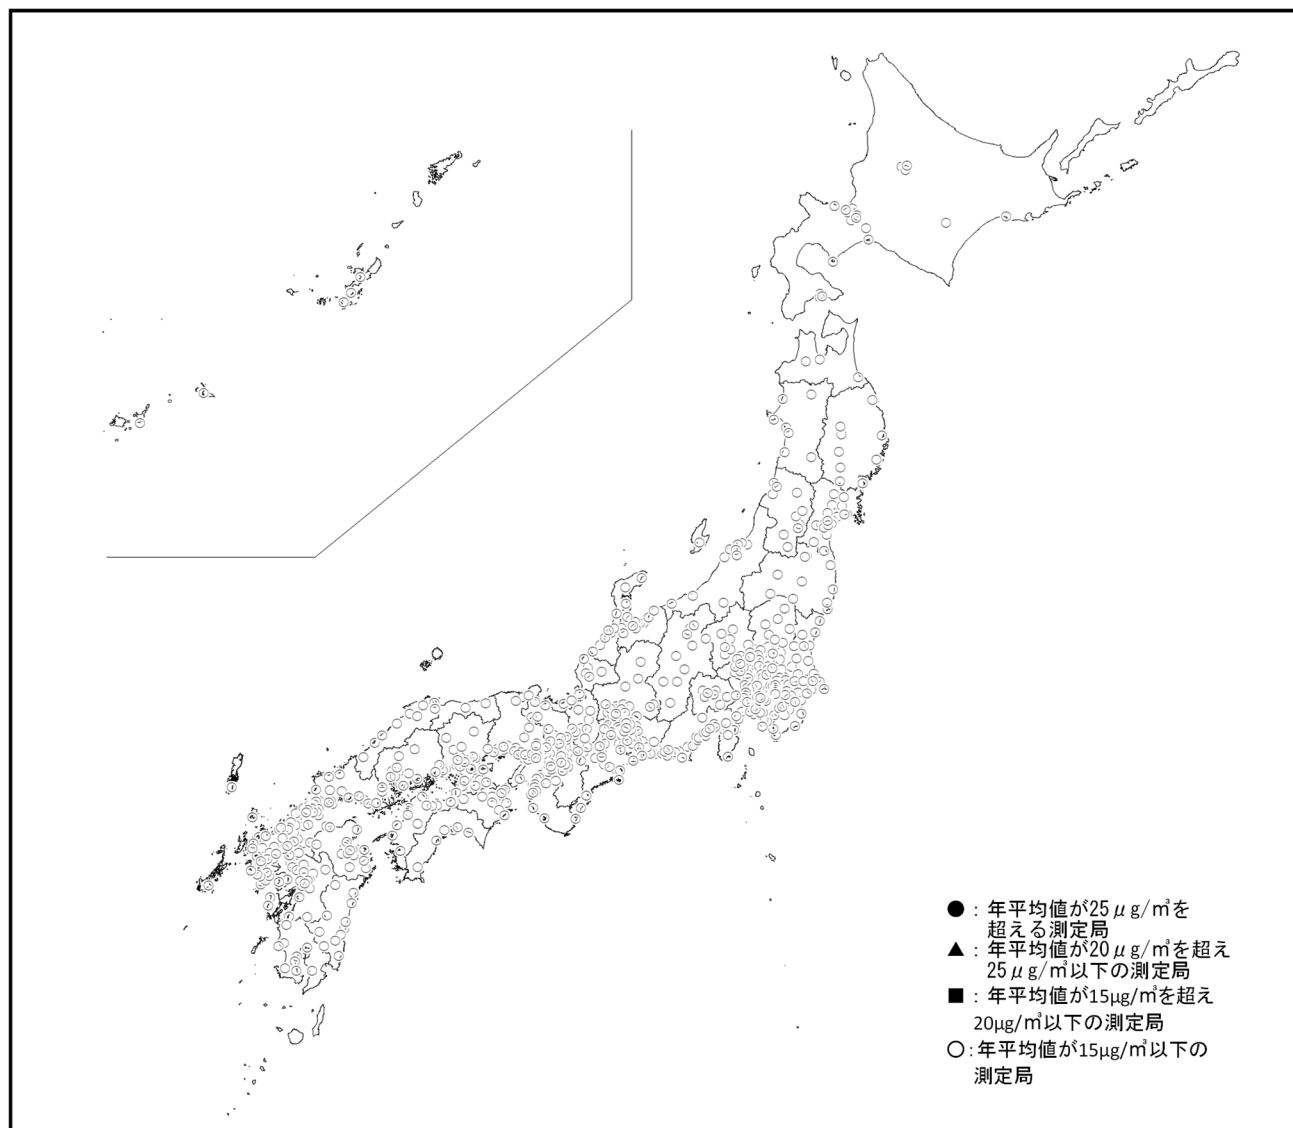 ●：年平均値が25μg/㎥を
超える測定局
▲：年平均値が20μg/㎥を超え
25μg/㎥以下の測定局
■：年平均値が15μg/㎥を超え
20μg/㎥以下の測定局
○：年平均値が15μg/㎥以下の
測定局